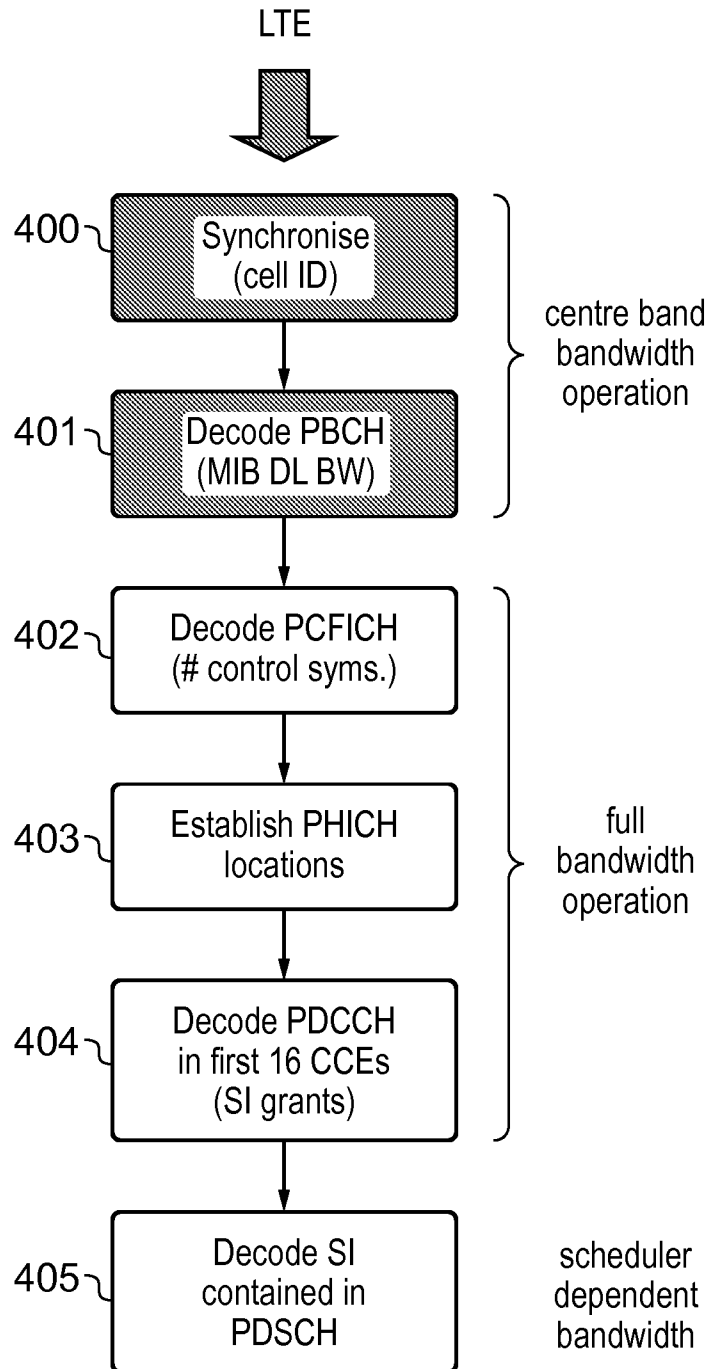 LTE
400
Synchronise
(cell ID)
centre band
bandwidth
operation
401
Decode PBCH
(MIB DL BW)
402
Decode PCFICH
(# control syms.)
403
Establish PHICH
locations
full
bandwidth
operation
404
Decode PDCCH
in first 16 CCEs
(SI grants)
405
Decode SI
contained in
PDSCH
scheduler
dependent
bandwidth